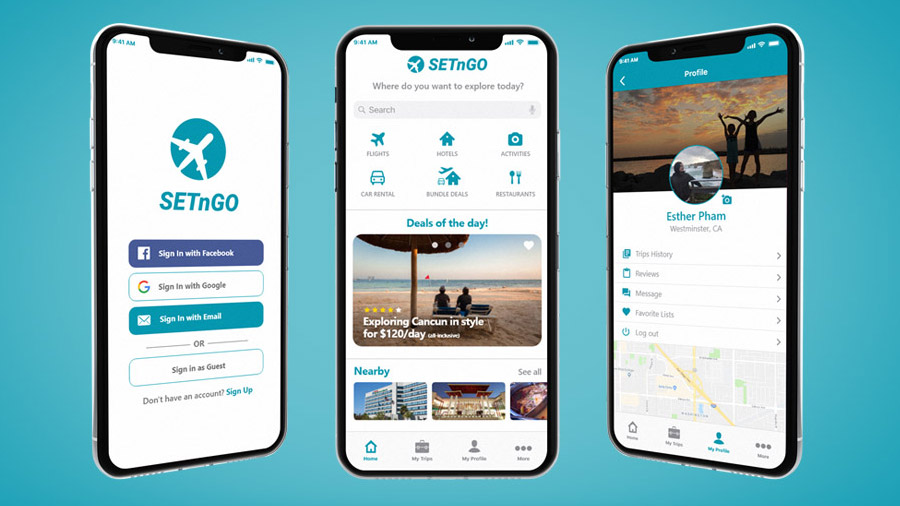 9:41 AM
SETnGO
Sign In with Facebook
Sign In with Google
Sign In with Email
OR
Sign in as Guest
Don't have an account? Sign Up
9:41 AM
SETnGO
Where do you want to explore today?
Search
FLIGHTS
HOTELS
ACTIVITIES
CAR RENTAL
BUNDLE DEALS
RESTAURANTS
Deals of the day!
Exploring Cancun in style
for $120/day (all-inclusive)
Nearby
See all
Home
My Trips
My Profile
More
9:41 AM
Profile
Esther Pham
Westminster, CA
Trips History
Reviews
Message
Favorite Lists
Log out
Home
My Trips
My Profile
More